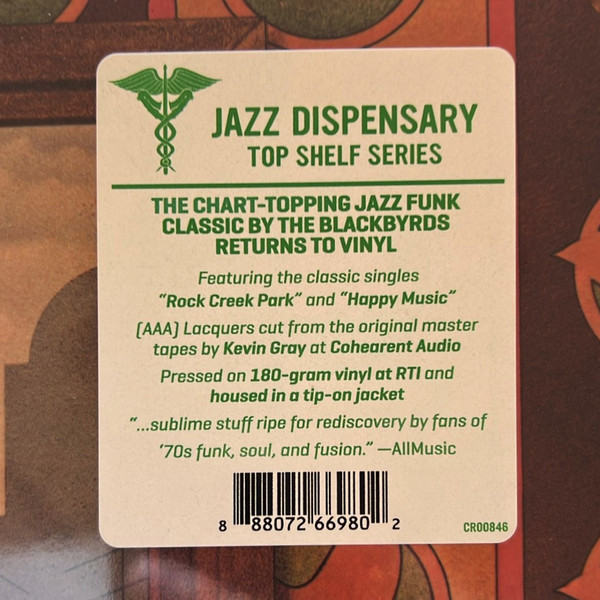 JAZZ DISPENSARY
TOP SHELF SERIES
THE CHART-TOPPING JAZZ FUNK
CLASSIC BY THE BLACKBYRDS
RETURNS TO VINYL
Featuring the classic singles
“Rock Creek Park” and “Happy Music”
(AAA) Lacquers cut from the original master
tapes by Kevin Gray at Cohearent Audio
Pressed on 180-gram vinyl at RTI and
housed in a tip-on jacket
“...sublime stuff ripe for rediscovery by fans of
’70s funk, soul, and fusion.” —AllMusic
8 88072 66980 2
CR00846